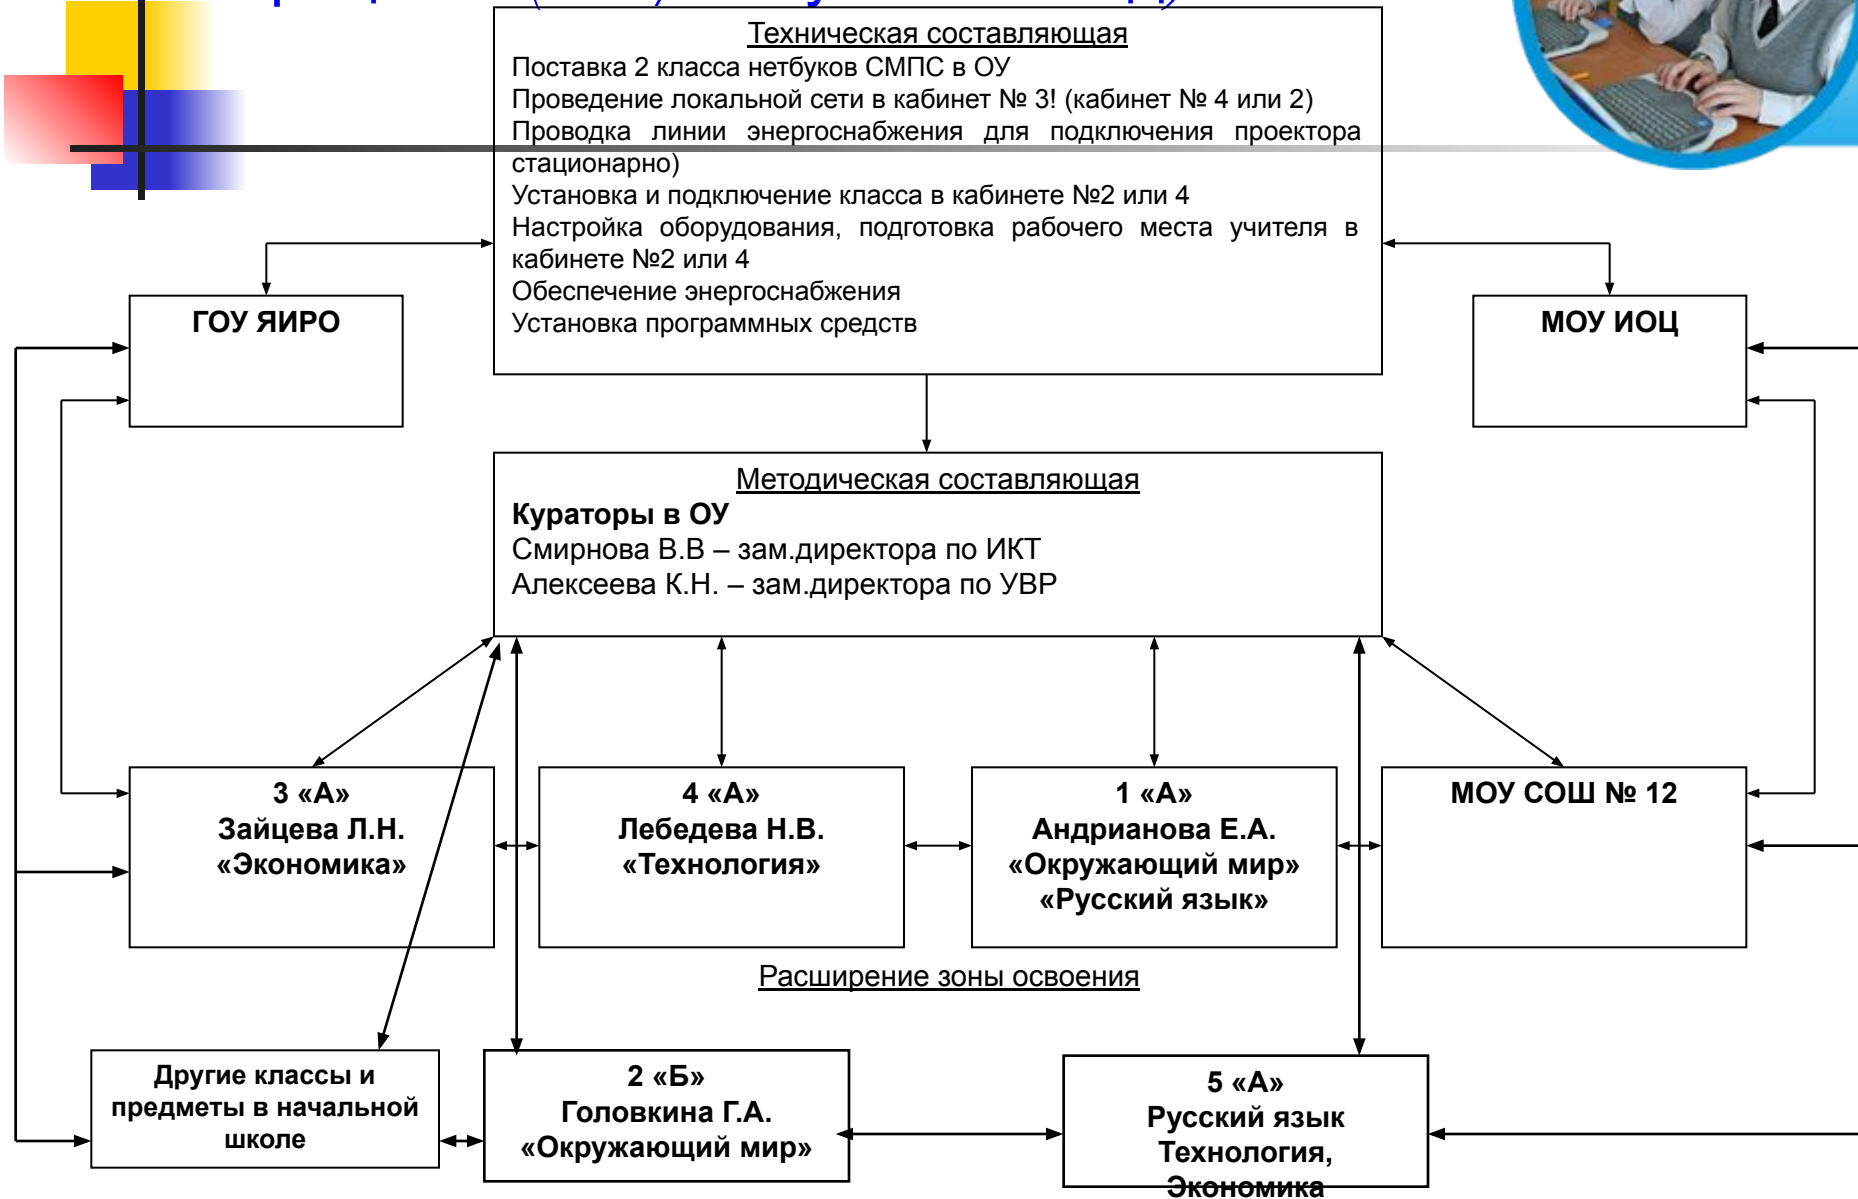 Техническая составляющая
Поставка 2 класса нетбуков СМПС в ОУ
Проведение локальной сети в кабинет № 3! (кабинет № 4 или 2)
Проводка линии энергоснабжения для подключения проектора
стационарно)
Установка и подключение класса в кабинете №2 или 4
Настройка оборудования, подготовка рабочего места учителя в
кабинете №2 или 4
Обеспечение энергоснабжения
Установка программных средств
ГОУ ЯИРО
МОУ ИОЦ
Методическая составляющая
Кураторы в ОУ
Смирнова В.В – зам.директора по ИКТ
Алексеева К.Н. – зам.директора по УВР
3 «А»
Зайцева Л.Н.
«Экономика»
4 «А»
Лебедева Н.В.
«Технология»
1 «А»
Андрианова Е.А.
«Окружающий мир»
«Русский язык»
МОУ СОШ № 12
Расширение зоны освоения
Другие классы и
предметы в начальной
школе
2 «Б»
Головкина Г.А.
«Окружающий мир»
5 «А»
Русский язык
Технология,
Экономика